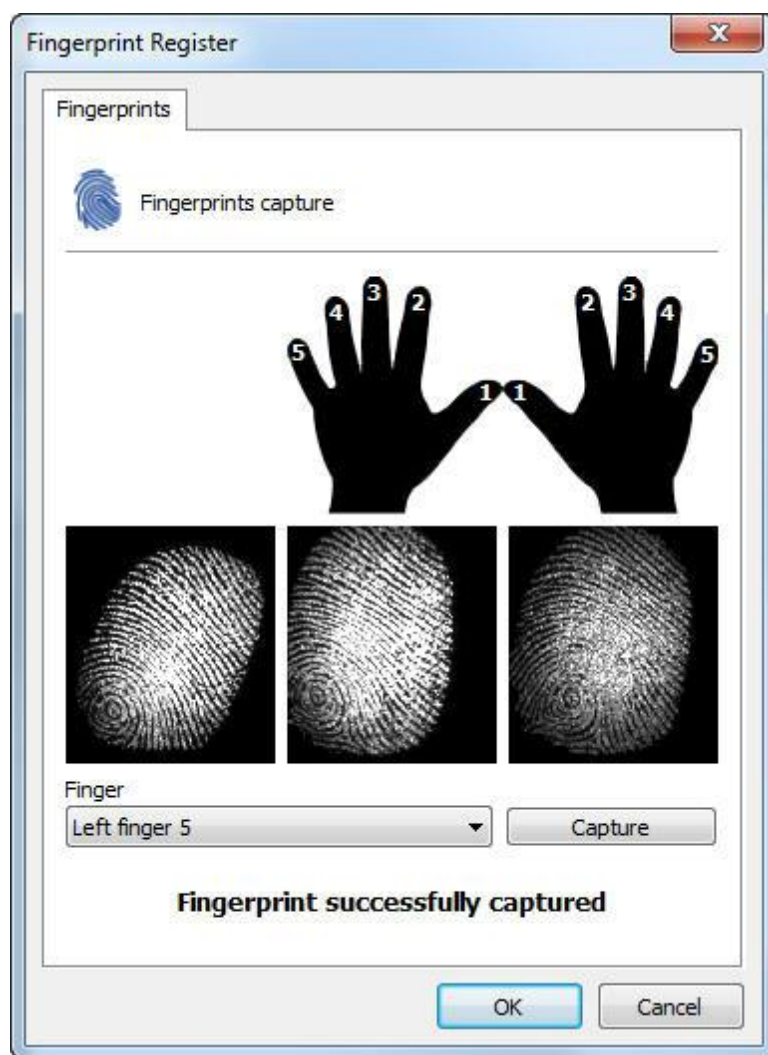 Fingerprint Register
Fingerprints
Fingerprints capture
3 2 2 3
4 4
5 5
1 1
Finger
Left finger 5
Capture
Fingerprint successfully captured
OK Cancel